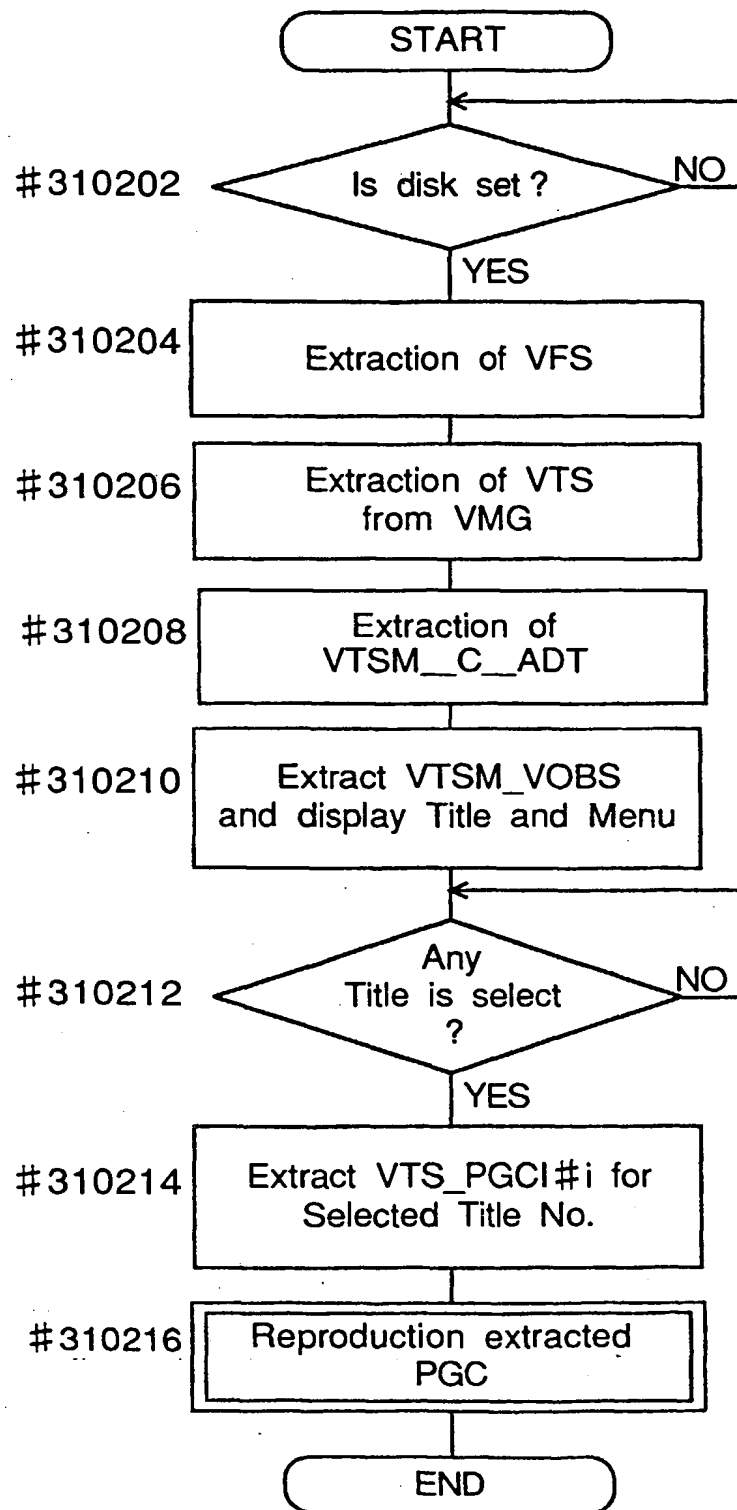 START
#310202
Is disk set ?
NO
YES
#310204
Extraction of VFS
#310206
Extraction of VTS
from VMG
#310208
Extraction of
VTSM__C__ADT
#310210
Extract VTSM_VOBS
and display Title and Menu
#310212
Any
Title is select
?
NO
YES
#310214
Extract VTS_PGCI#i for
Selected Title No.
#310216
Reproduction extracted
PGC
END